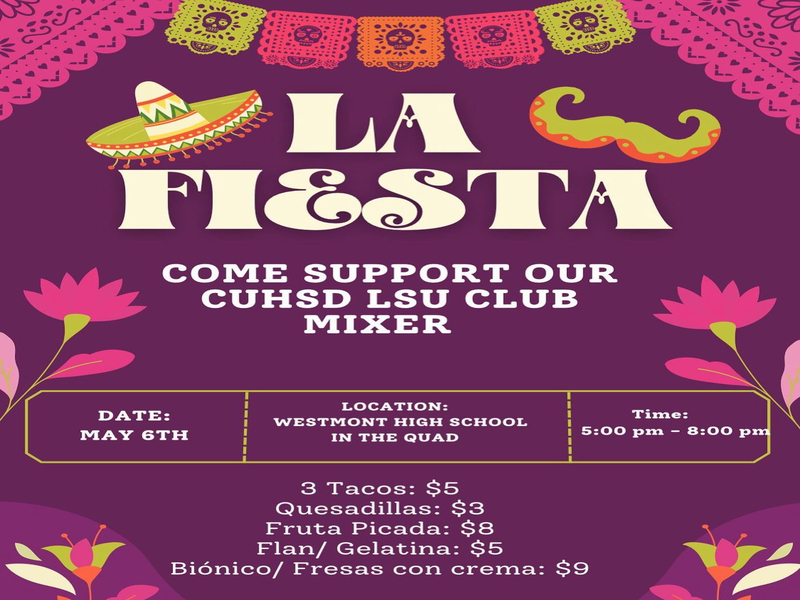 LA
FIESTA
COME SUPPORT OUR
CUHSD LSU CLUB
MIXER
DATE:
MAY 6TH
LOCATION:
WESTMONT HIGH SCHOOL
IN THE QUAD
Time:
5:00 pm - 8:00 pm
3 Tacos: $5
Quesadillas: $3
Fruta Picada: $8
Flan/ Gelatina: $5
Biónico/ Fresas con crema: $9